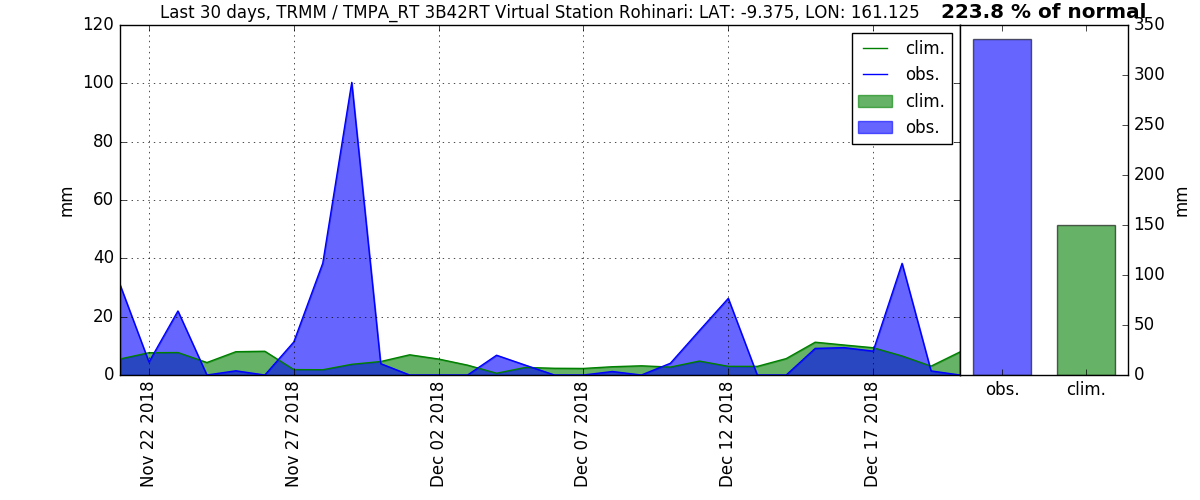 Last 30 days, TRMM / TMPA_RT 3B42RT Virtual Station Rohinari: LAT: -9.375, LON: 161.125
223.8 % of normal
120
100
80
60
40
20
0
mm
clim.
obs.
clim.
obs.
350
300
250
200
150
100
50
0
mm
Nov 22 2018
Nov 27 2018
Dec 02 2018
Dec 07 2018
Dec 12 2018
Dec 17 2018
obs.
clim.